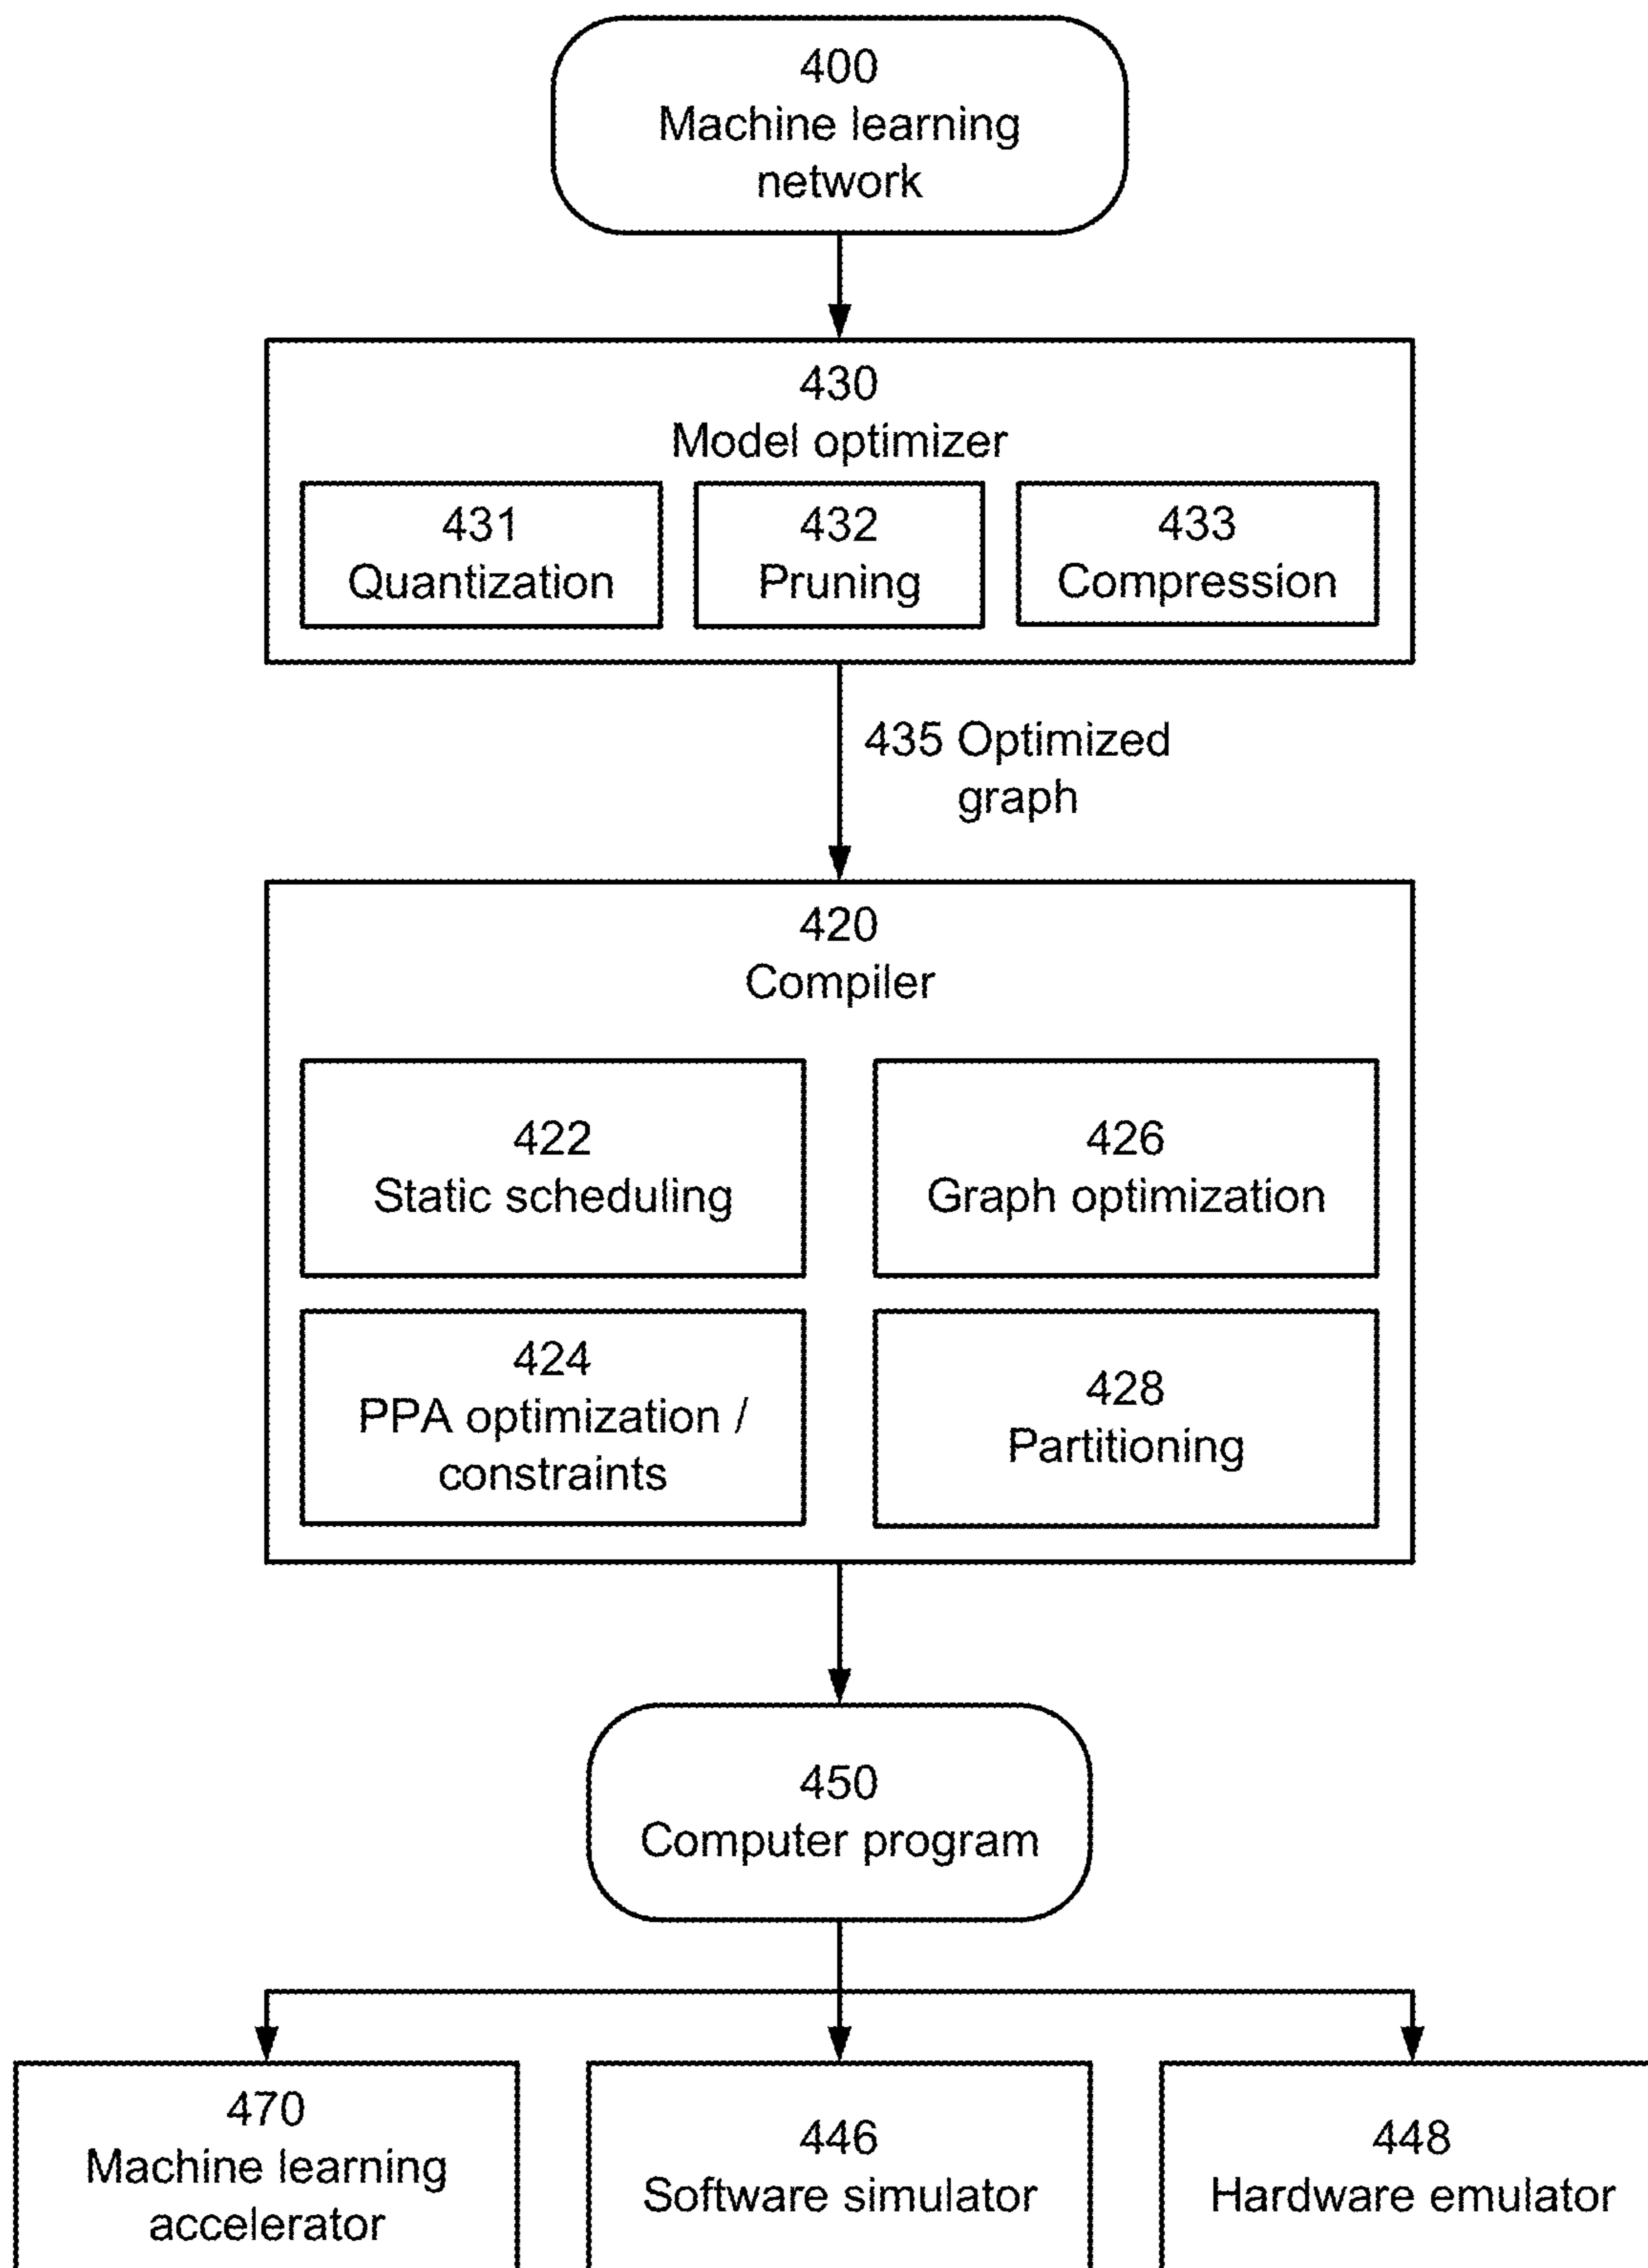 400
Machine learning
network
430
Model optimizer
431
Quantization
432
Pruning
433
Compression
435 Optimized
graph
420
Compiler
422
Static scheduling
426
Graph optimization
424
PPA optimization /
constraints
428
Partitioning
450
Computer program
470
Machine learning
accelerator
446
Software simulator
448
Hardware emulator